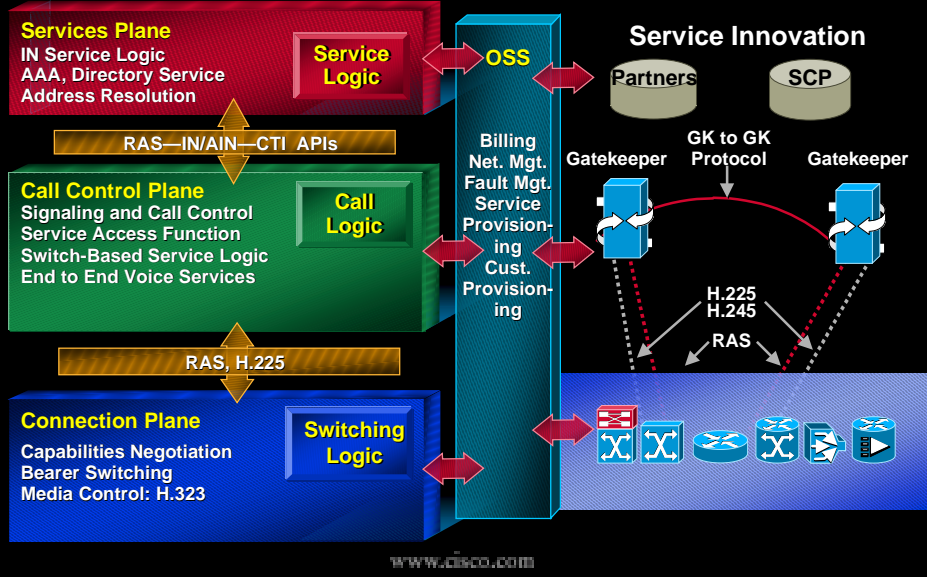 Services Plane
IN Service Logic
AAA, Directory Service
Address Resolution
Service
Logic
RAS—IN/AIN—CTI APIs
Call Control Plane
Signaling and Call Control
Service Access Function
Switch-Based Service Logic
End to End Voice Services
Call
Logic
RAS, H.225
Connection Plane
Capabilities Negotiation
Bearer Switching
Media Control: H.323
Switching
Logic
OSS
Billing
Net. Mgt.
Fault Mgt.
Service
Provision-
ing
Cust.
Provision-
ing
Service Innovation
Partners
SCP
Gatekeeper
GK to GK
Protocol
Gatekeeper
H.225
H.245
RAS
www.cisco.com